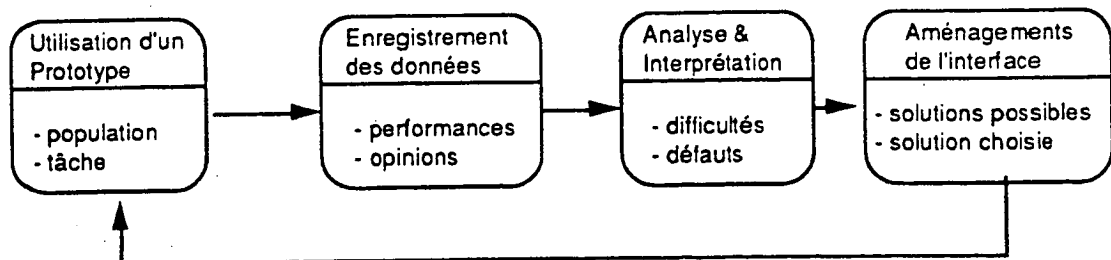 Utilisation d'un
Prototype
- population
- tâche
Enregistrement
des données
- performances
- opinions
Analyse &
Interprétation
- difficultés
- défauts
Aménagements
de l'interface
- solutions possibles
- solution choisie